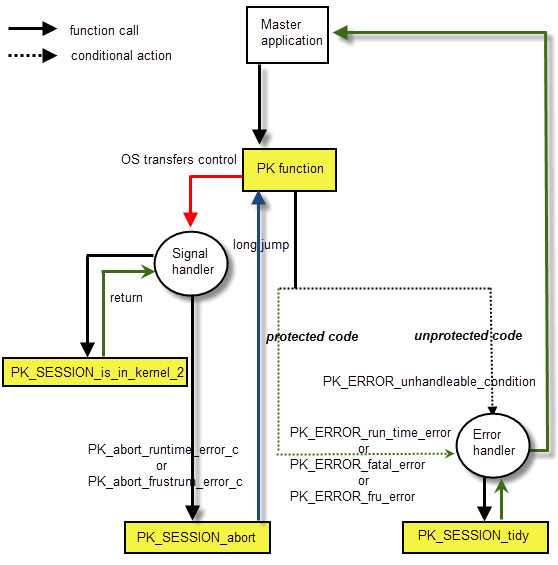 function call
conditional action
Master
application
OS transfers control
PK function
Signal
handler
long jump
return
protected code
unprotected code
PK_SESSION_is_in_kernel_2
PK_ERROR_unhandleable_condition
PK_abort_runtime_error_c
or
PK_abort_frustrum_error_c
PK_ERROR_run_time_error
or
PK_ERROR_fatal_error
or
PK_ERROR_fru_error
Error
handler
PK_SESSION_abort
PK_SESSION_tidy